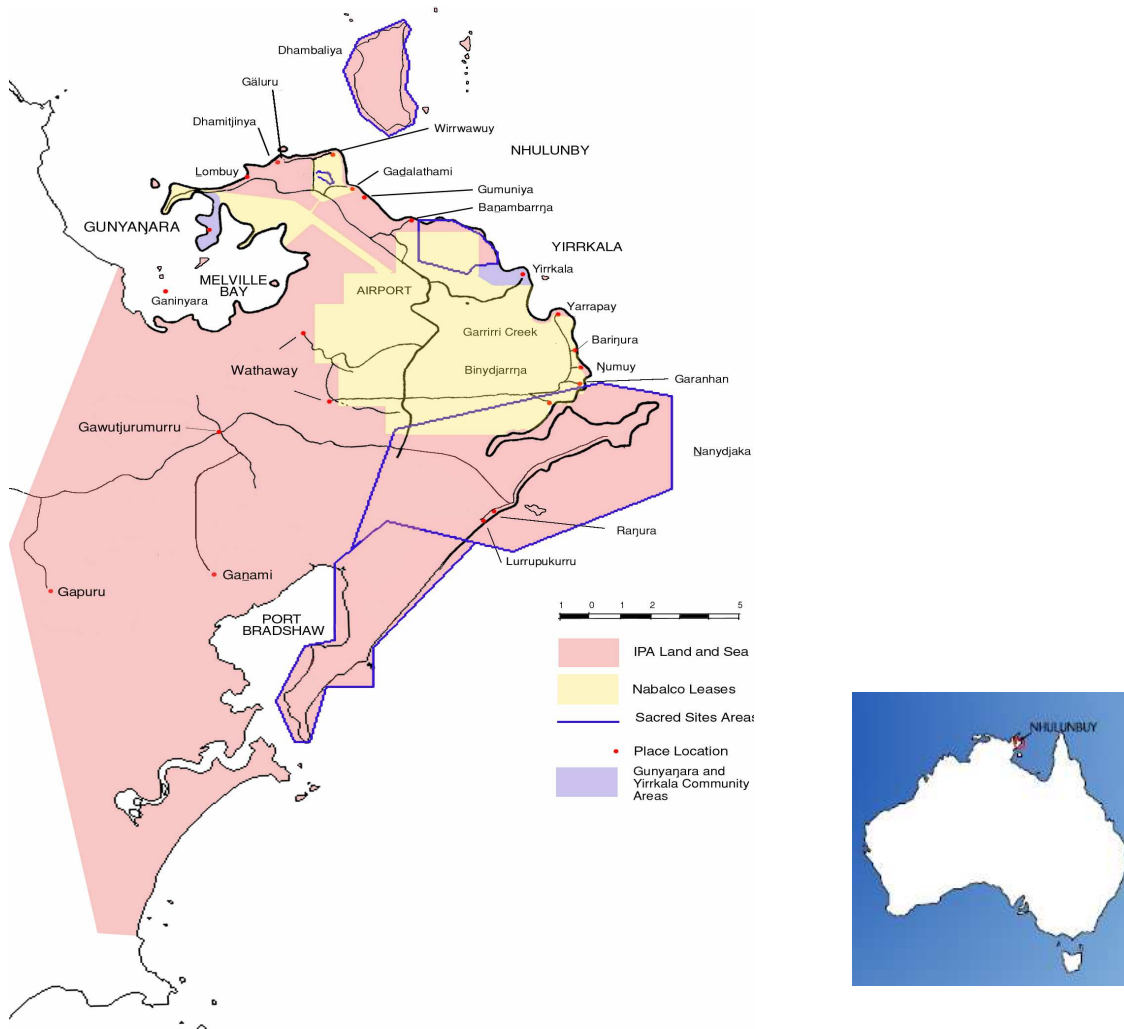 Dhambaliya
Gäluru
Dhamitjinya
Wirrwawuy
NHULUNBY
Lombuy
Gaḏalathami
Gumuniya
Baṉambarrŋa
GUNYAŊARA
YIRRKALA
Yirrkala
MELVILLE
BAY
Ganinyara
AIRPORT
Yarrapay
Garrirri Creek
Bariŋura
Wathaway
Binydjarrŋa
Ṉumuy
Garanhan
Gawutjurumurru
Ṉanydjaka
Raŋura
Lurrupukurru
Gaṉami
Gapuru
PORT
BRADSHAW
1 0 1 2 5
IPA Land and Sea
Nabalco Leases
Sacred Sites Areas
Place Location
Gunyaŋara and
Yirrkala Community
Areas
NHULUNBUY